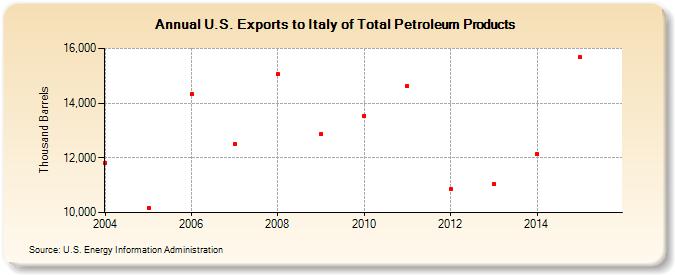 Annual U.S. Exports to Italy of Total Petroleum Products
Thousand Barrels
16,000
14,000
12,000
10,000
2004 2006 2008 2010 2012 2014
Source: U.S. Energy Information Administration